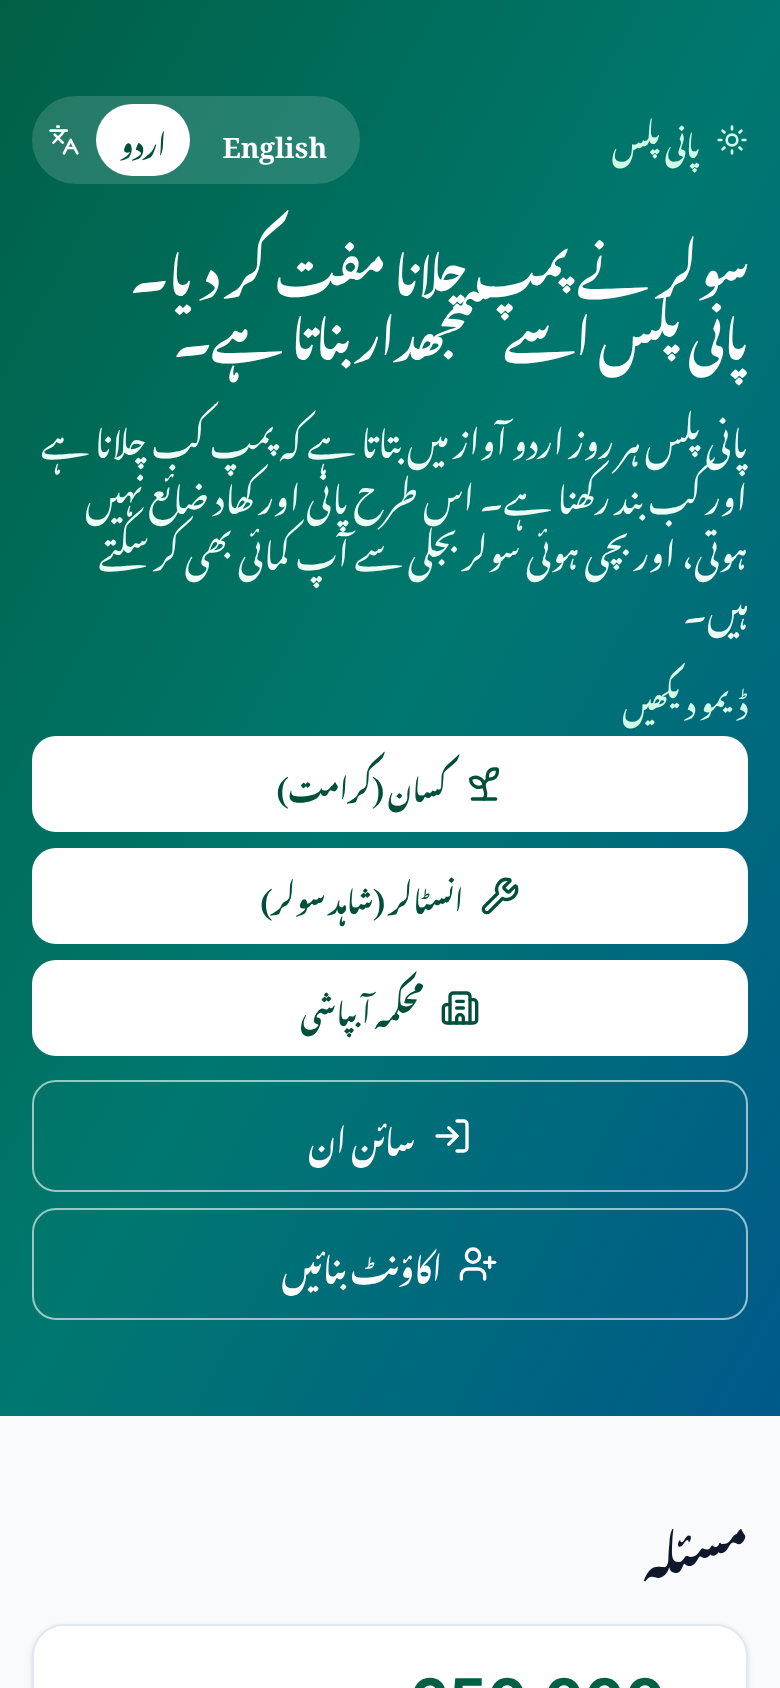 پانی پلس
English اردو
سولر نے پمپ چلانا مفت کر دیا۔
پانی پلس اسے سمجھدار بناتا ہے۔
پانی پلس ہر روز اردو آواز میں بتاتا ہے کہ پمپ کب چلانا ہے
اور کب بند رکھنا ہے۔ اس طرح پانی اور کھاد ضائع نہیں
ہوتی، اور بچی ہوئی سولر بجلی سے آپ کمائی بھی کر سکتے
ہیں۔
ڈیمو دیکھیں
کسان (کرامت)
انسٹالر (شاہد سولر)
محکمہ آبپاشی
سائن ان
اکاؤنٹ بنائیں
مسئلہ